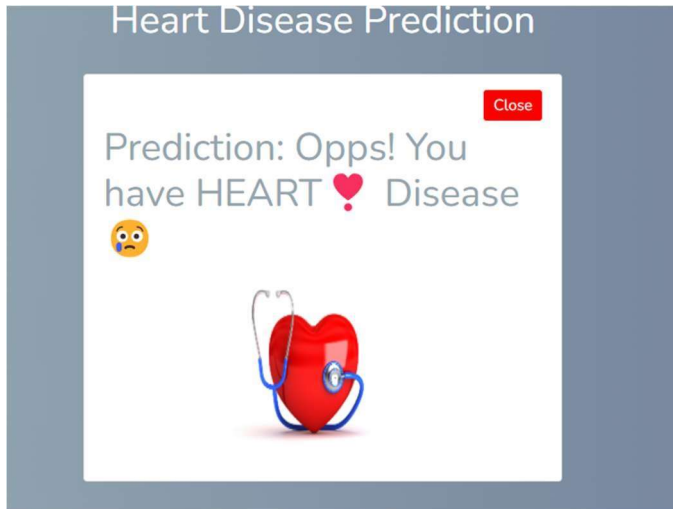 Heart Disease Prediction
Close
Prediction: Opps! You
have HEART❣️ Disease
😢